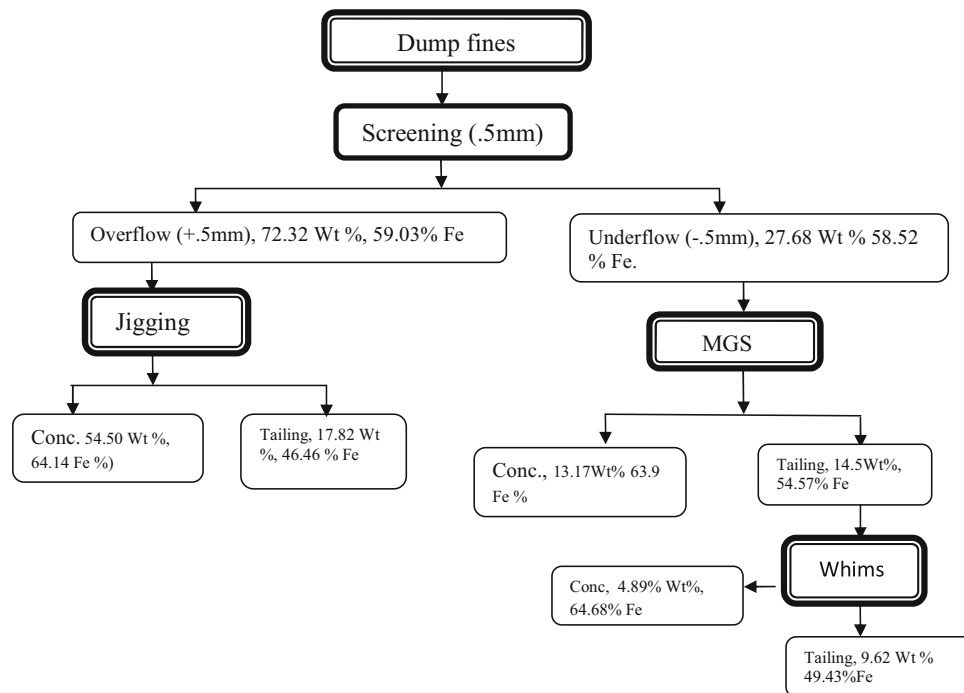 Dump fines
Screening (.5mm)
Overflow (+.5mm), 72.32 Wt %, 59.03% Fe
Underflow (-.5mm), 27.68 Wt % 58.52
% Fe.
Jigging
MGS
Conc. 54.50 Wt %,
64.14 Fe %)
Tailing, 17.82 Wt
%, 46.46 % Fe
Conc., 13.17Wt% 63.9
Fe %
Tailing, 14.5Wt%,
54.57% Fe
Whims
Conc, 4.89% Wt%,
64.68% Fe
Tailing, 9.62 Wt %
49.43%Fe